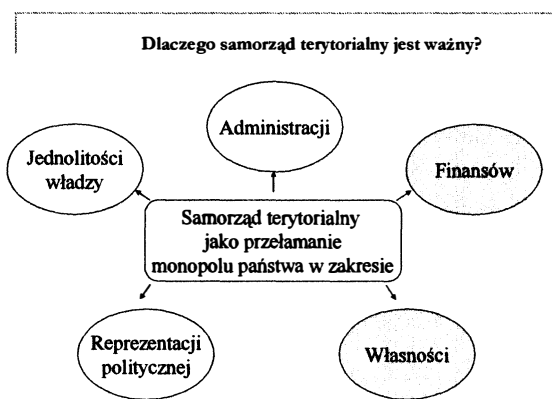 Dlaczego samorząd terytorialny jest ważny?
Administracji
Jednolitości
władzy
Finansów
Samorząd terytorialny
jako przełamanie
monopolu państwa w zakresie
Reprezentacji
politycznej
Własności